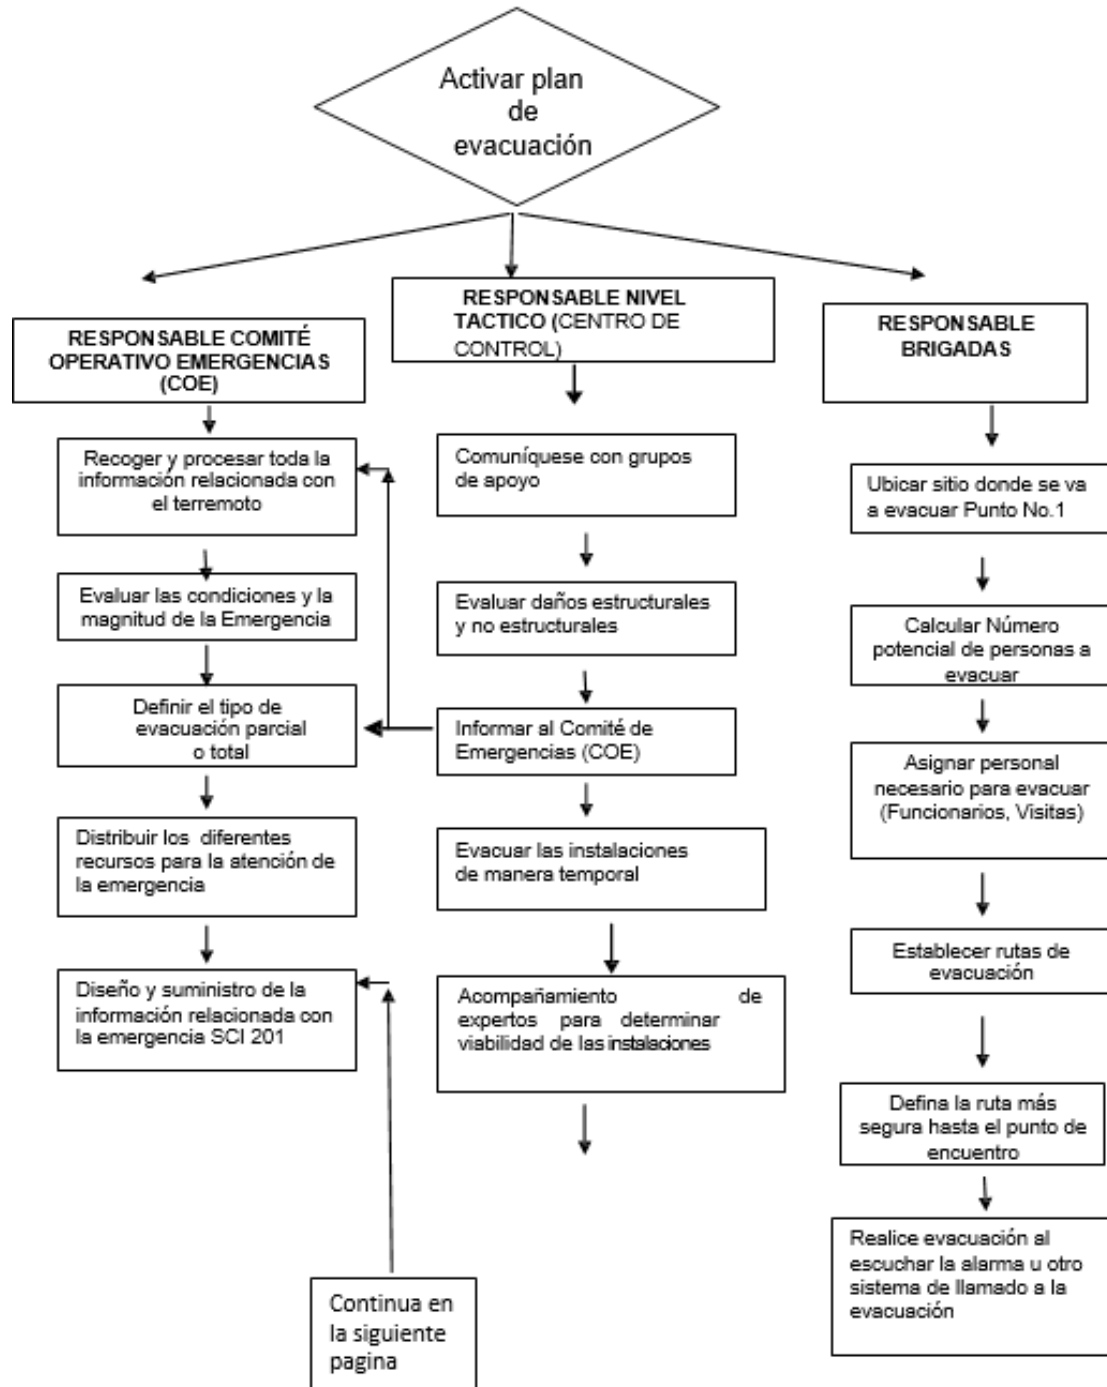 Activar plan
de
evacuación
RESPONSABLE COMITÉ
OPERATIVO EMERGENCIAS
(COE)
Recoger y procesar toda la
información relacionada con
el terremoto
Evaluar las condiciones y la
magnitud de la Emergencia
Definir el tipo de
evacuación parcial
o total
Distribuir los diferentes
recursos para la atención de
la emergencia
Diseño y suministro de la
información relacionada con
la emergencia SCI 201
RESPONSABLE NIVEL
TACTICO (CENTRO DE
CONTROL)
Comuníquese con grupos
de apoyo
Evaluar daños estructurales
y no estructurales
Informar al Comité de
Emergencias (COE)
Evacuar las instalaciones
de manera temporal
Acompañamiento de
expertos para determinar
viabilidad de las instalaciones
RESPONSABLE
BRIGADAS
Ubicar sitio donde se va
a evacuar Punto No.1
Calcular Número
potencial de personas a
evacuar
Asignar personal
necesario para evacuar
(Funcionarios, Visitas)
Establecer rutas de
evacuación
Defina la ruta más
segura hasta el punto de
encuentro
Realice evacuación al
escuchar la alarma u otro
sistema de llamado a la
evacuación
Continua en
la siguiente
pagina